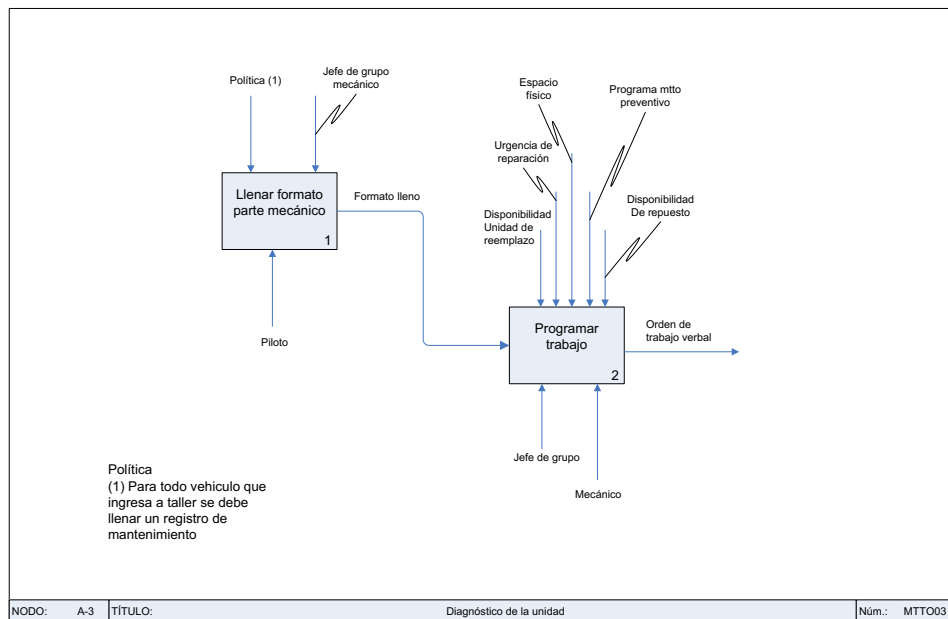 Política (1)
Jefe de grupo
mecánico
Espacio
físico
Programa mtto
preventivo
Urgencia de
reparación
Llenar formato
parte mecánico
1
Formato lleno
Disponibilidad
Unidad de
reemplazo
Disponibilidad
De repuesto
Piloto
Programar
trabajo
2
Orden de
trabajo verbal
Jefe de grupo
Mecánico
Política
(1) Para todo vehiculo que
ingresa a taller se debe
llenar un registro de
mantenimiento
NODO: A-3 TÍTULO: Diagnóstico de la unidad Núm.: MTTO03